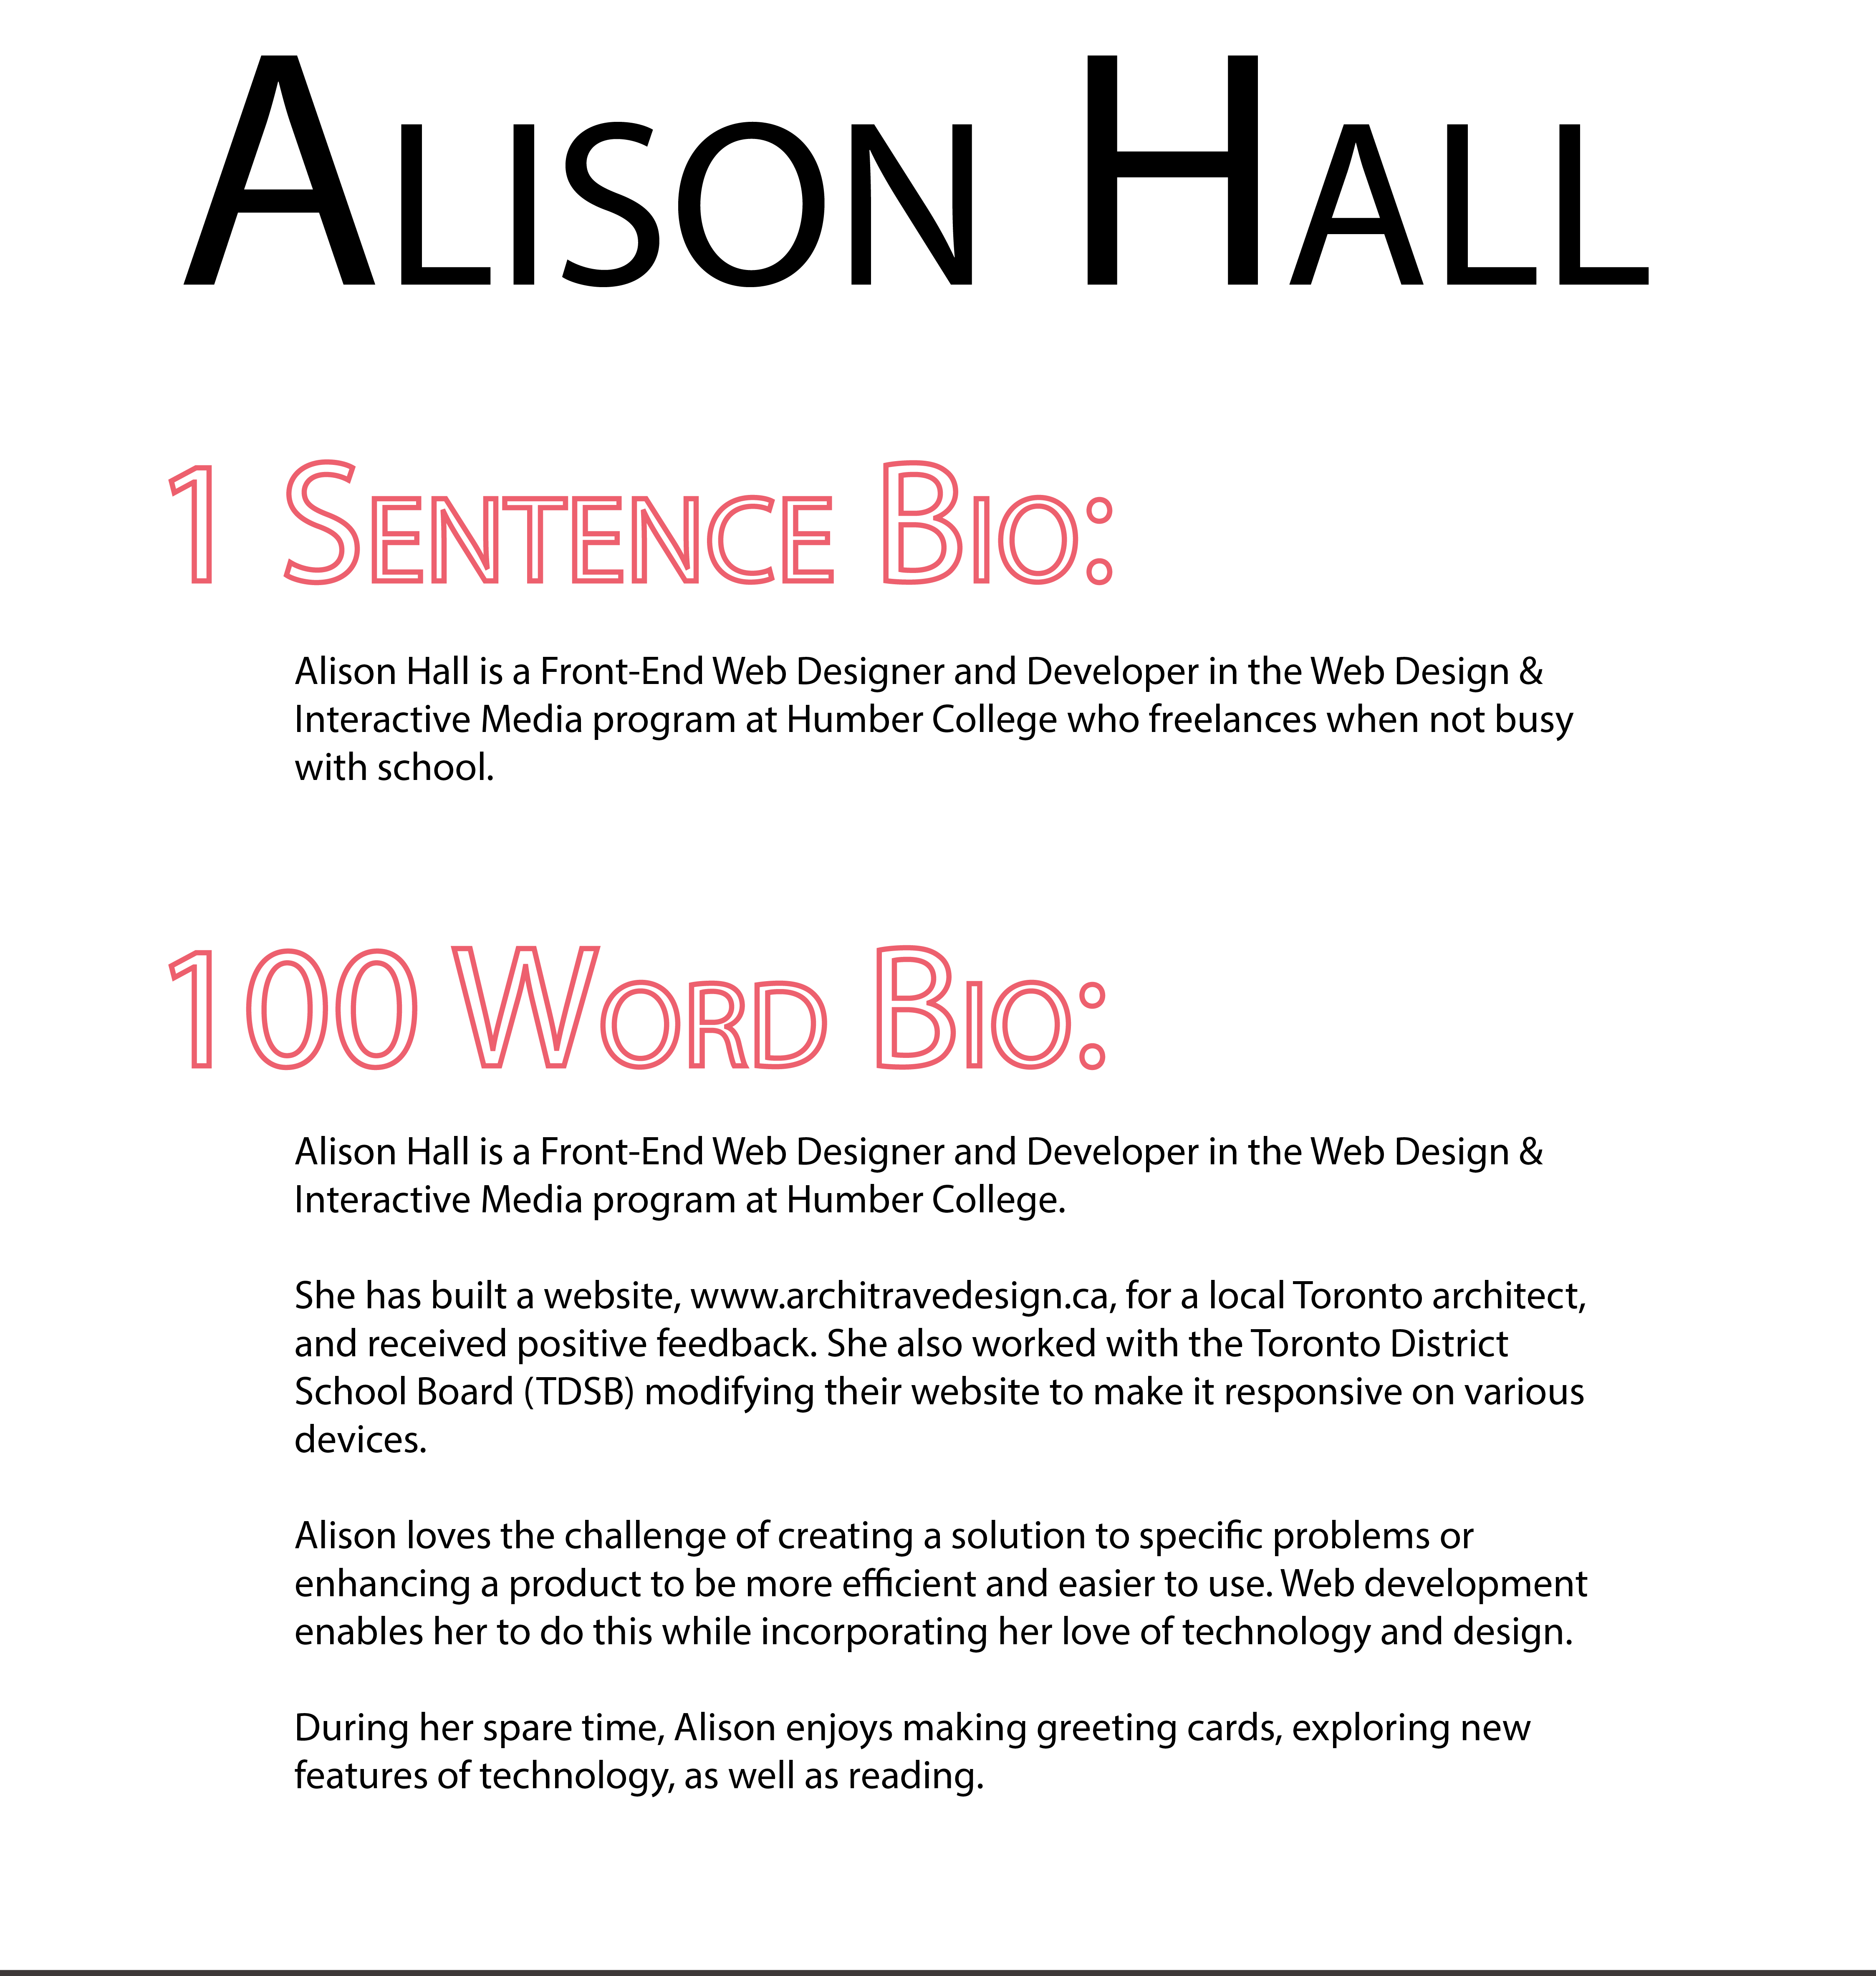 Alison Hall
1 Sentence Bio:
Alison Hall is a Front-End Web Designer and Developer in the Web Design &
Interactive Media program at Humber College who freelances when not busy
with school.
100 Word Bio:
Alison Hall is a Front-End Web Designer and Developer in the Web Design &
Interactive Media program at Humber College.
She has built a website, www.architravedesign.ca, for a local Toronto architect,
and received positive feedback. She also worked with the Toronto District
School Board (TDSB) modifying their website to make it responsive on various
devices.
Alison loves the challenge of creating a solution to specific problems or
enhancing a product to be more efficient and easier to use. Web development
enables her to do this while incorporating her love of technology and design.
During her spare time, Alison enjoys making greeting cards, exploring new
features of technology, as well as reading.